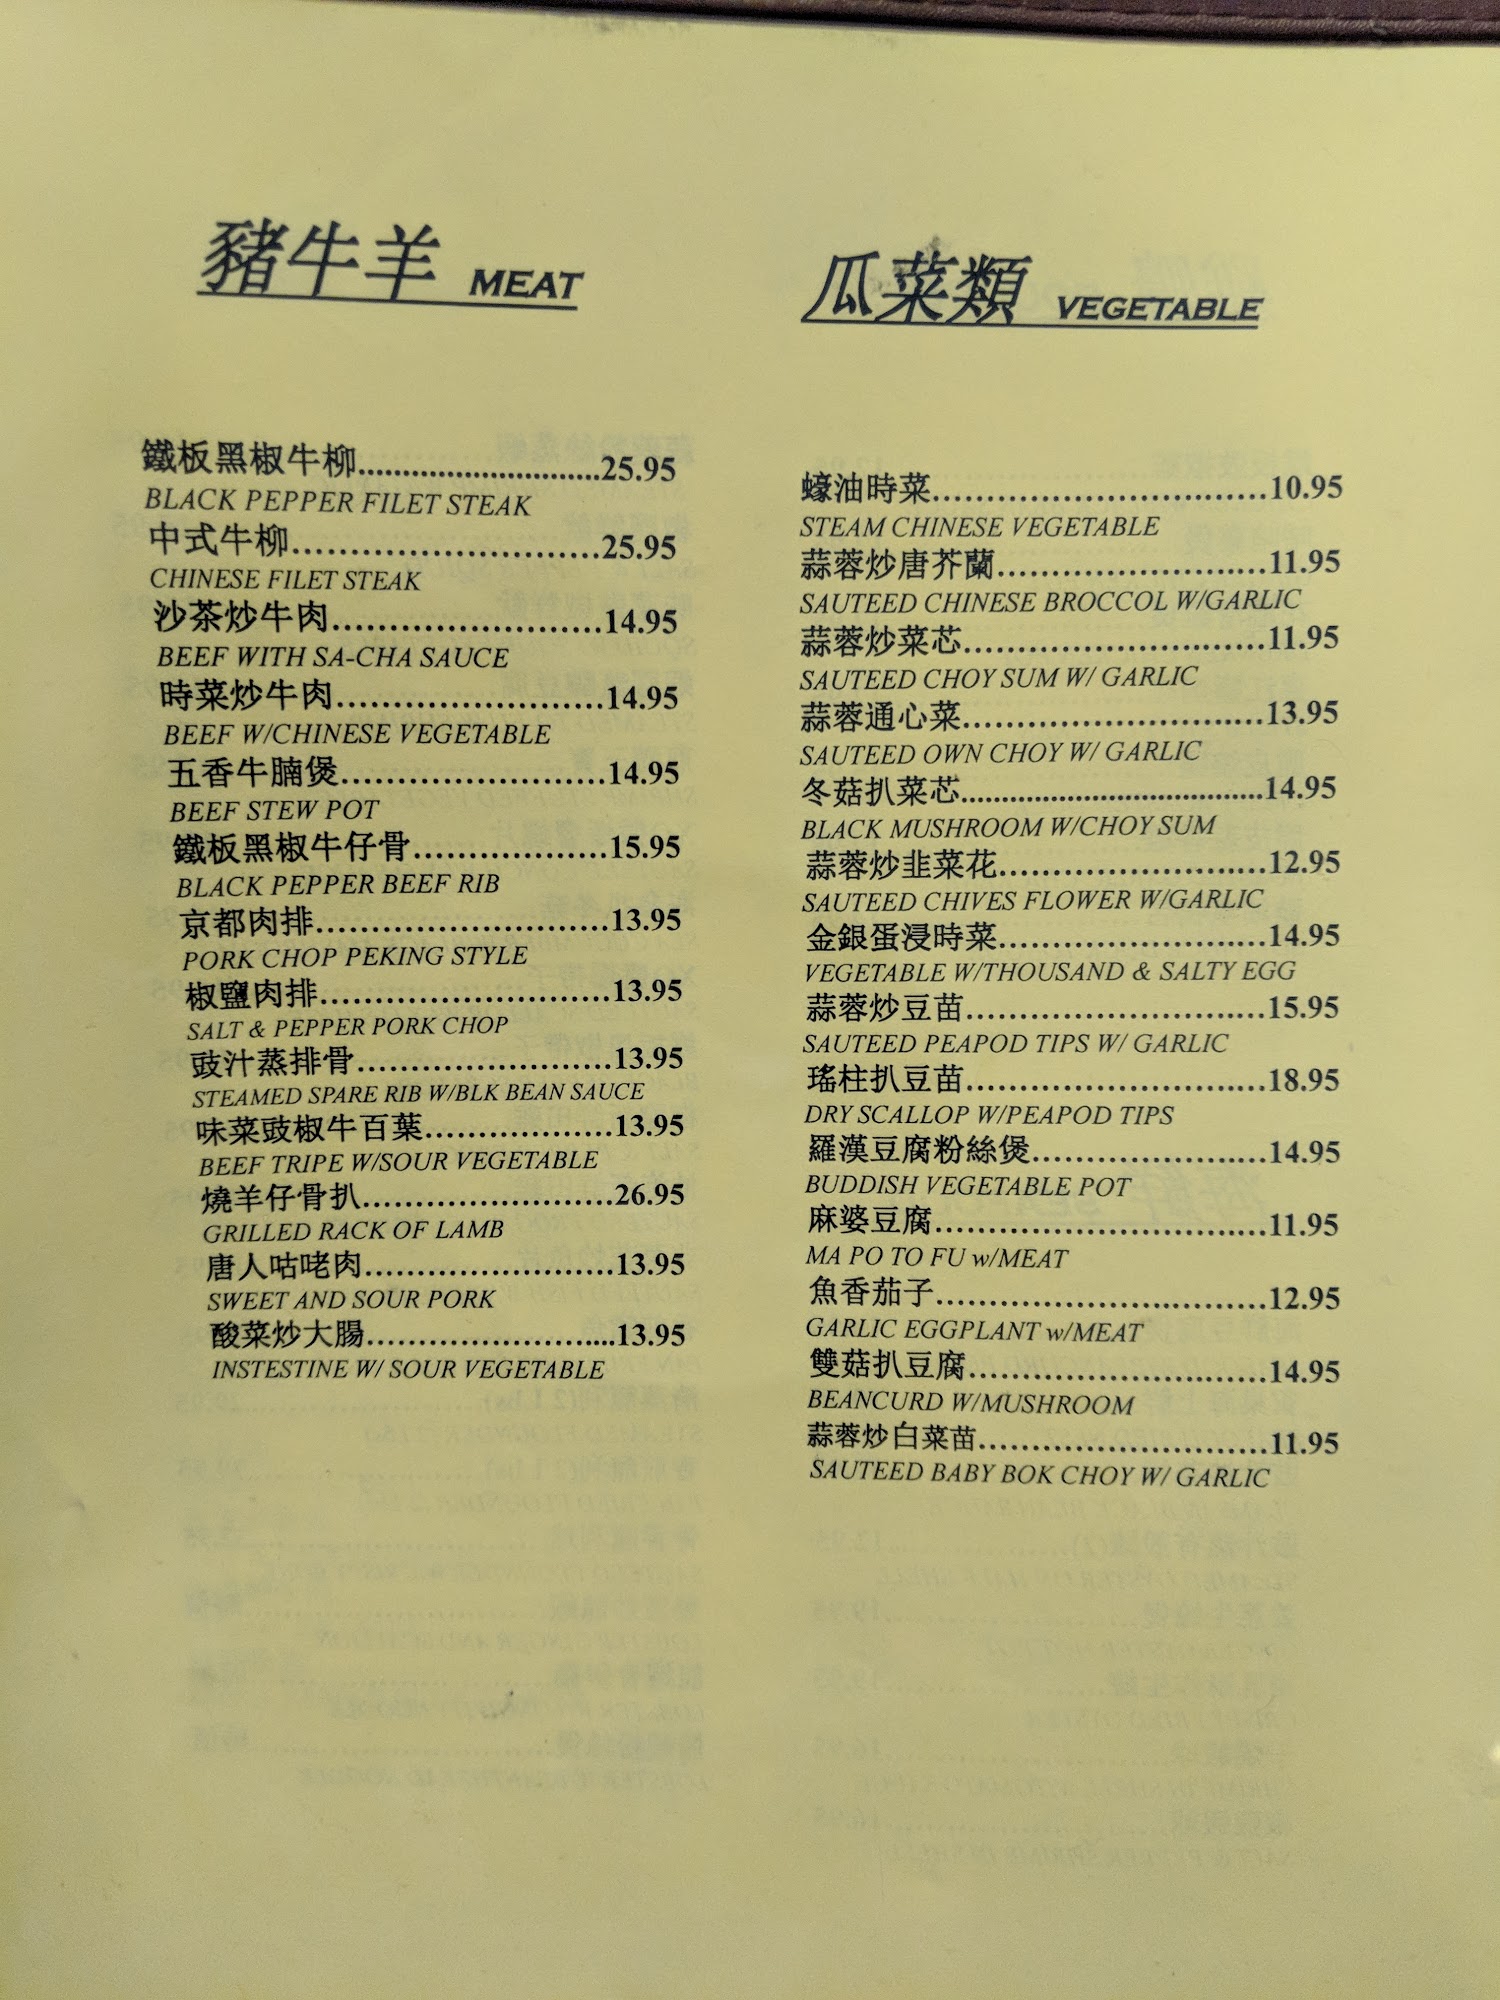 豬牛羊 MEAT
鐵板黑椒牛柳............................25.95
BLACK PEPPER FILET STEAK
中式牛柳............................25.95
CHINESE FILET STEAK
沙茶炒牛肉........................14.95
BEEF WITH SA-CHA SAUCE
時菜炒牛肉........................14.95
BEEF W/CHINESE VEGETABLE
五香牛腩煲........................14.95
BEEF STEW POT
鐵板黑椒牛仔骨..................15.95
BLACK PEPPER BEEF RIB
京都肉排............................13.95
PORK CHOP PEKING STYLE
椒鹽肉排............................13.95
SALT & PEPPER PORK CHOP
豉汁蒸排骨........................13.95
STEAMED SPARE RIB W/BLK BEAN SAUCE
味菜豉椒牛百葉..................13.95
BEEF TRIPE W/SOUR VEGETABLE
燒羊仔骨扒........................26.95
GRILLED RACK OF LAMB
唐人咕咾肉........................13.95
SWEET AND SOUR PORK
酸菜炒大腸........................13.95
INSTESTINE W/ SOUR VEGETABLE
瓜菜類 VEGETABLE
蠔油時菜...............................10.95
STEAM CHINESE VEGETABLE
蒜蓉炒唐芥蘭.........................11.95
SAUTEED CHINESE BROCCOL W/GARLIC
蒜蓉炒菜芯............................11.95
SAUTEED CHOY SUM W/ GARLIC
蒜蓉通心菜............................13.95
SAUTEED OWN CHOY W/ GARLIC
冬菇扒菜芯......................................14.95
BLACK MUSHROOM W/CHOY SUM
蒜蓉炒韭菜花.........................12.95
SAUTEED CHIVES FLOWER W/GARLIC
金銀蛋浸時菜.........................14.95
VEGETABLE W/THOUSAND & SALTY EGG
蒜蓉炒豆苗............................15.95
SAUTEED PEAPOD TIPS W/ GARLIC
瑤柱扒豆苗............................18.95
DRY SCALLOP W/PEAPOD TIPS
羅漢豆腐粉絲煲......................14.95
BUDDISH VEGETABLE POT
麻婆豆腐...............................11.95
MA PO TO FU w/MEAT
魚香茄子...............................12.95
GARLIC EGGPLANT w/MEAT
雙菇扒豆腐............................14.95
BEANCURD W/MUSHROOM
蒜蓉炒白菜苗...........................11.95
SAUTEED BABY BOK CHOY W/ GARLIC